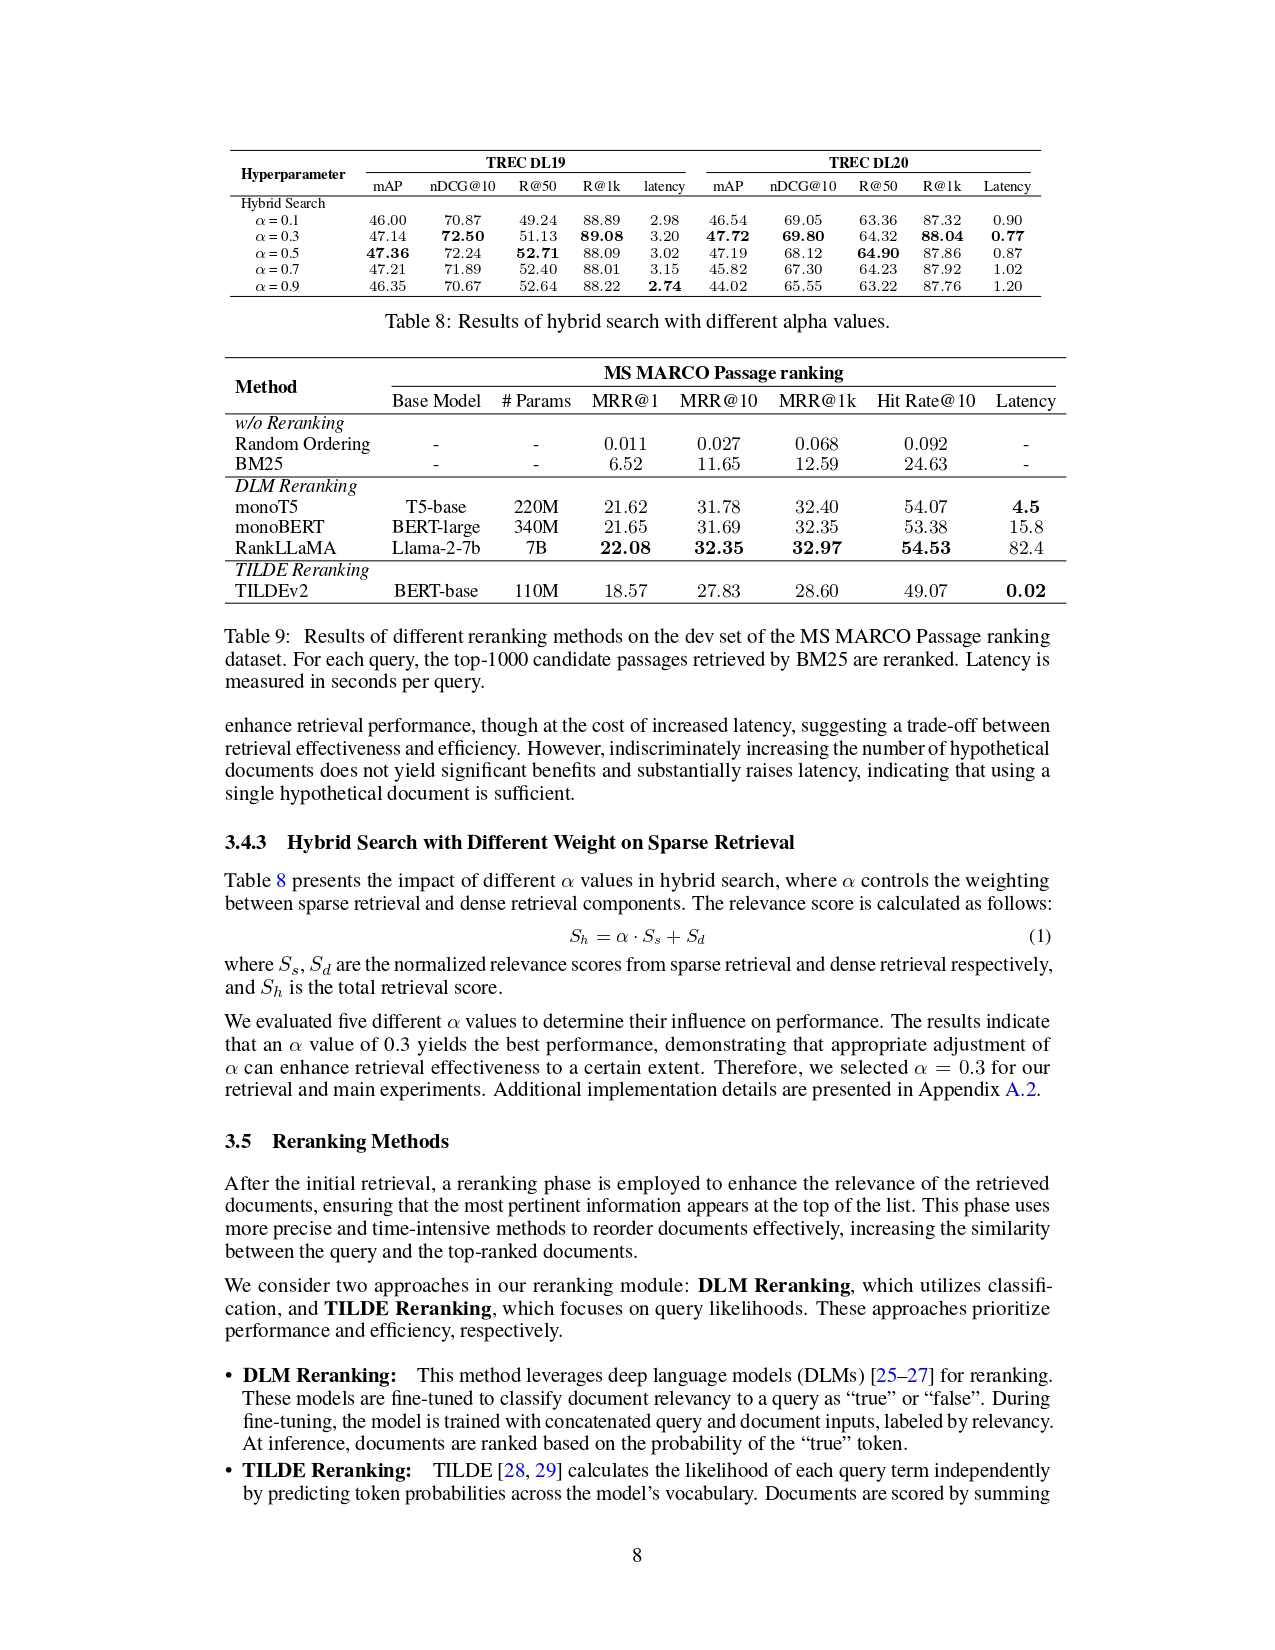 Hyperparameter TREC DL19 TREC DL20
mAP nDCG@10 R@50 R@1k latency mAP nDCG@10 R@50 R@1k Latency
Hybrid Search
α = 0.1 46.00 70.87 49.24 88.89 2.98 46.54 69.05 63.36 87.32 0.90
α = 0.3 47.14 72.50 51.13 89.08 3.20 47.72 69.80 64.32 88.04 0.77
α = 0.5 47.36 72.24 52.71 88.09 3.02 47.19 68.12 64.90 87.86 0.87
α = 0.7 47.21 71.89 52.40 88.01 3.15 45.82 67.30 64.23 87.92 1.02
α = 0.9 46.35 70.67 52.64 88.22 2.74 44.02 65.55 63.22 87.76 1.20
Table 8: Results of hybrid search with different alpha values.
Method MS MARCO Passage ranking
Base Model # Params MRR@1 MRR@10 MRR@1k Hit Rate@10 Latency
w/o Reranking
Random Ordering - - 0.011 0.027 0.068 0.092 -
BM25 - - 6.52 11.65 12.59 24.63 -
DLM Reranking
monoT5 T5-base 220M 21.62 31.78 32.40 54.07 4.5
monoBERT BERT-large 340M 21.65 31.69 32.35 53.38 15.8
RankLLaMA Llama-2-7b 7B 22.08 32.35 32.97 54.53 82.4
TILDE Reranking
TILDEv2 BERT-base 110M 18.57 27.83 28.60 49.07 0.02
Table 9: Results of different reranking methods on the dev set of the MS MARCO Passage ranking
dataset. For each query, the top-1000 candidate passages retrieved by BM25 are reranked. Latency is
measured in seconds per query.
enhance retrieval performance, though at the cost of increased latency, suggesting a trade-off between
retrieval effectiveness and efficiency. However, indiscriminately increasing the number of hypothetical
documents does not yield significant benefits and substantially raises latency, indicating that using a
single hypothetical document is sufficient.
3.4.3 Hybrid Search with Different Weight on Sparse Retrieval
Table 8 presents the impact of different α values in hybrid search, where α controls the weighting
between sparse retrieval and dense retrieval components. The relevance score is calculated as follows:
Sh = α · Ss + Sd (1)
where Ss, Sd are the normalized relevance scores from sparse retrieval and dense retrieval respectively,
and Sh is the total retrieval score.
We evaluated five different α values to determine their influence on performance. The results indicate
that an α value of 0.3 yields the best performance, demonstrating that appropriate adjustment of
α can enhance retrieval effectiveness to a certain extent. Therefore, we selected α = 0.3 for our
retrieval and main experiments. Additional implementation details are presented in Appendix A.2.
3.5 Reranking Methods
After the initial retrieval, a reranking phase is employed to enhance the relevance of the retrieved
documents, ensuring that the most pertinent information appears at the top of the list. This phase uses
more precise and time-intensive methods to reorder documents effectively, increasing the similarity
between the query and the top-ranked documents.
We consider two approaches in our reranking module: DLM Reranking, which utilizes classifi-
cation, and TILDE Reranking, which focuses on query likelihoods. These approaches prioritize
performance and efficiency, respectively.
• DLM Reranking: This method leverages deep language models (DLMs) [25–27] for reranking.
These models are fine-tuned to classify document relevancy to a query as “true” or “false”. During
fine-tuning, the model is trained with concatenated query and document inputs, labeled by relevancy.
At inference, documents are ranked based on the probability of the “true” token.
• TILDE Reranking: TILDE [28, 29] calculates the likelihood of each query term independently
by predicting token probabilities across the model’s vocabulary. Documents are scored by summing
8